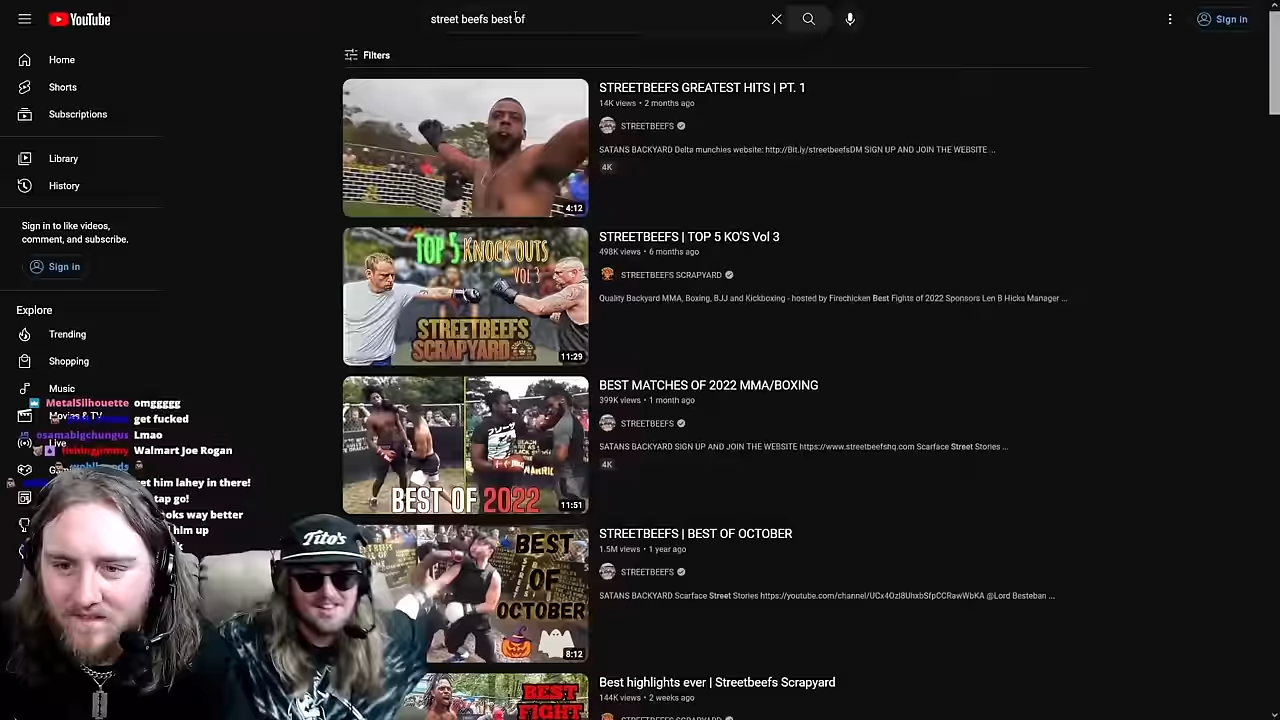 YouTube
street beefs best of
Sign in
Home
Shorts
Subscriptions
Library
History
Sign in to like videos,
comment, and subscribe.
Sign in
Explore
Trending
Shopping
Music
Movies & TV
Live
MetalSilhouette omggggg
get fucked
osamabigchungus Lmao
livingjimmy Walmart Joe Rogan
et him lahey in there!
tap go!
oks way better
him up
Tito's
Filters
4:12
STREETBEEFS GREATEST HITS | PT. 1
14K views • 2 months ago
STREETBEEFS
SATANS BACKYARD Delta munchies website: http://Bit.ly/streetbeefsDM SIGN UP AND JOIN THE WEBSITE ...
4K
TOP 5 KNOCK OUTS
VOL 3
STREETBEEFS
SCRAPYARD
11:29
STREETBEEFS | TOP 5 KO'S Vol 3
498K views • 6 months ago
STREETBEEFS SCRAPYARD
Quality Backyard MMA, Boxing, BJJ and Kickboxing - hosted by Firechicken Best Fights of 2022 Sponsors Len B Hicks Manager ...
BEST OF 2022
11:51
BEST MATCHES OF 2022 MMA/BOXING
399K views • 1 month ago
STREETBEEFS
SATANS BACKYARD SIGN UP AND JOIN THE WEBSITE https://www.streetbeefshq.com Scarface Street Stories ...
4K
BEST
OF
OCTOBER
8:12
STREETBEEFS | BEST OF OCTOBER
1.5M views • 1 year ago
STREETBEEFS
SATANS BACKYARD Scarface Street Stories https://youtube.com/channel/UCx4OzI8UhxbSfpCCRawWbKA @Lord Besteban ...
BEST
FIGHT
Best highlights ever | Streetbeefs Scrapyard
144K views • 2 weeks ago
STREETBEEFS SCRAPYARD